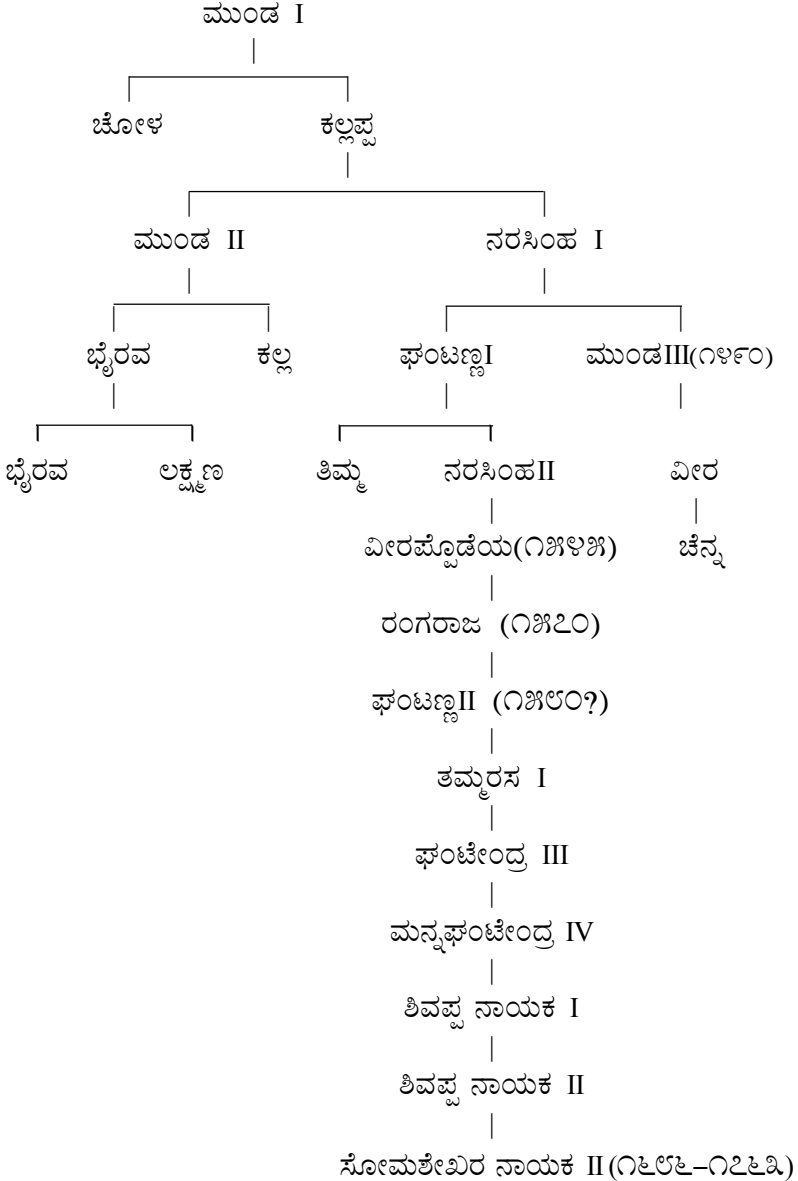 ಮುಂಡ I
ಚೋಳ ಕಲ್ಲಪ್ಪ
ಮುಂಡ II ನರಸಿಂಹ I
ಭೈರವ ಕಲ್ಲ ಘಂಟಣ್ಣI ಮುಂಡIII(೧೪೯೦)
ಭೈರವ ಲಕ್ಷ್ಮಣ ತಿಮ್ಮ ನರಸಿಂಹII ವೀರ
ವೀರಪ್ಪೊಡೆಯ(೧೫೪೫) ಚೆನ್ನ
ರಂಗರಾಜ (೧೫೭೦)
ಘಂಟಣ್ಣII (೧೫೮೦?)
ತಮ್ಮರಸ I
ಘಂಟೇಂದ್ರ III
ಮನ್ನಘಂಟೇಂದ್ರ IV
ಶಿವಪ್ಪ ನಾಯಕ I
ಶಿವಪ್ಪ ನಾಯಕ II
ಸೋಮಶೇಖರ ನಾಯಕ II (೧೬೮೬–೧೭೬೩)